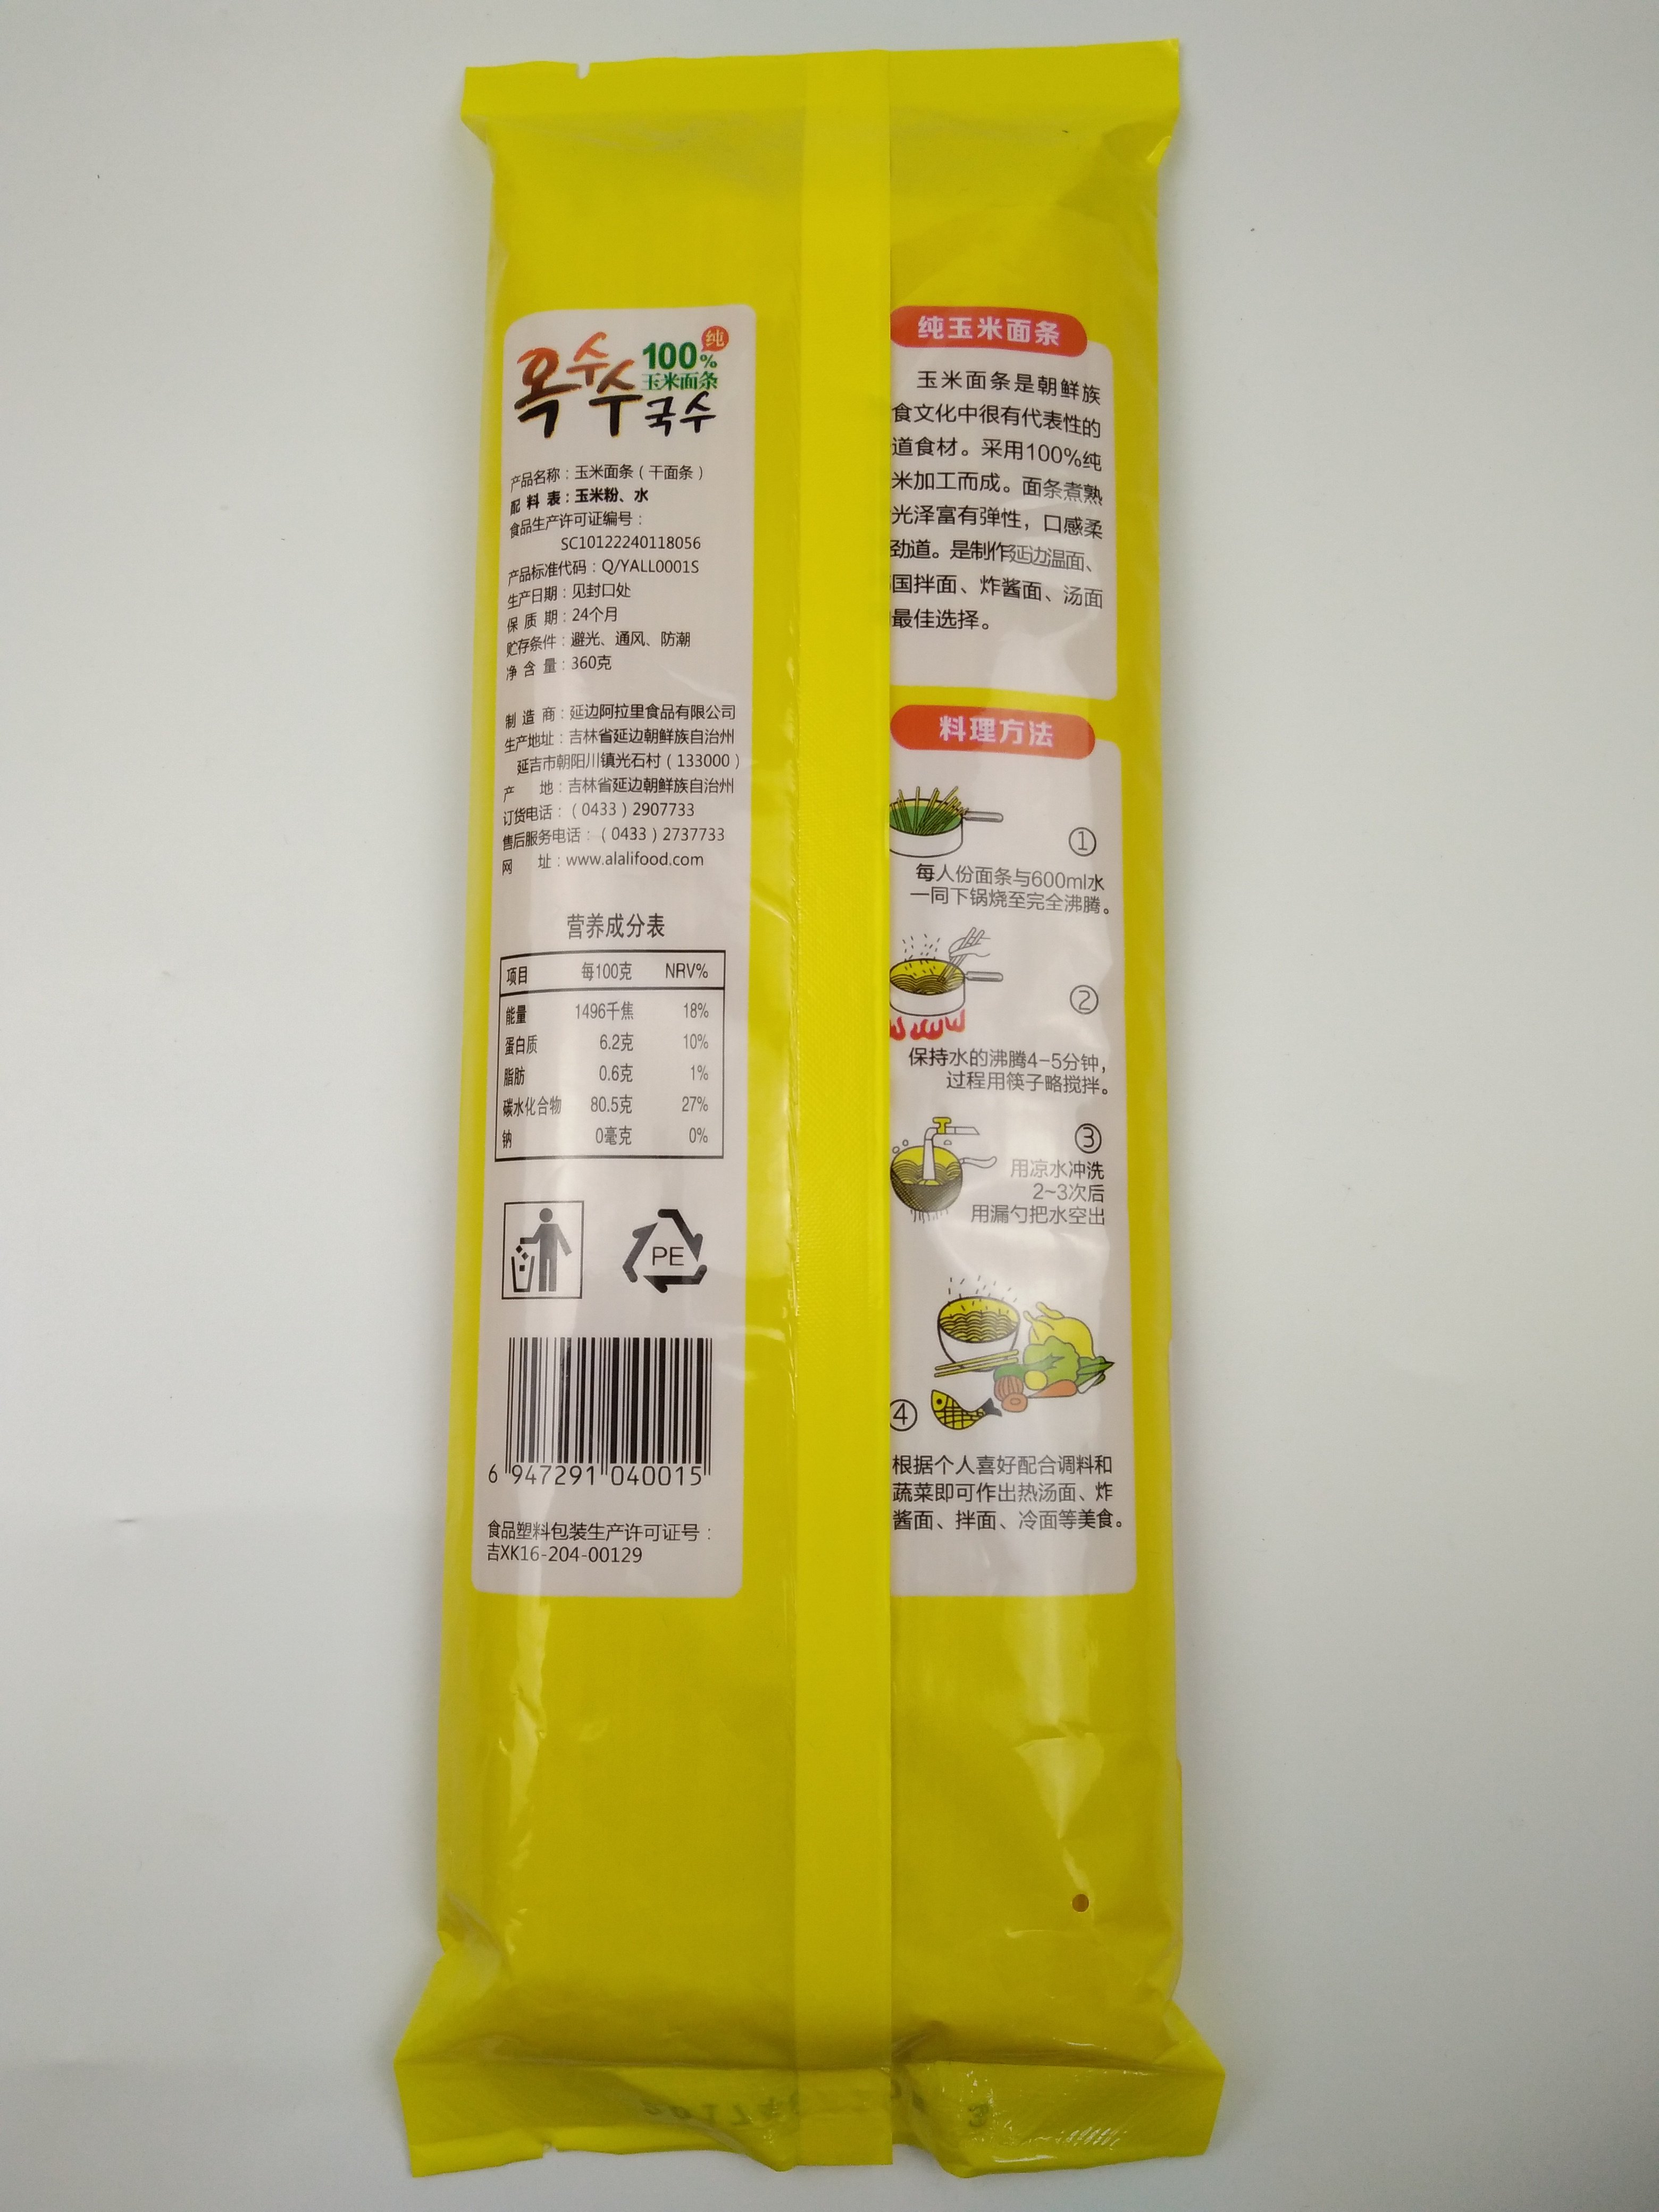 옥수수
국수
100%
纯
玉米面条
产品名称：玉米面条（干面条）
配 料 表：玉米粉、水
食品生产许可证编号：
SC10122240118056
产品标准代码：Q/YALL0001S
生产日期：见封口处
保 质 期：24个月
贮存条件：避光、通风、防潮
净 含 量：360克
制 造 商：延边阿拉里食品有限公司
生产地址：吉林省延边朝鲜族自治州
延吉市朝阳川镇光石村（133000）
产 地：吉林省延边朝鲜族自治州
订货电话：（0433）2907733
售后服务电话：（0433）2737733
网 址：www.alalifood.com
营养成分表
项目 每100克 NRV%
能量 1496千焦 18%
蛋白质 6.2克 10%
脂肪 0.6克 1%
碳水化合物 80.5克 27%
钠 0毫克 0%
PE
6 947291 040015
食品塑料包装生产许可证号：
吉XK16-204-00129
纯玉米面条
玉米面条是朝鲜族
食文化中很有代表性的
道食材。采用100%纯
米加工而成。面条煮熟
光泽富有弹性，口感柔
劲道。是制作延边温面、
国拌面、炸酱面、汤面
最佳选择。
料理方法
①
每人份面条与600ml水
一同下锅烧至完全沸腾。
②
保持水的沸腾4-5分钟，
过程用筷子略搅拌。
③
用凉水冲洗
2~3次后
用漏勺把水空出
④
根据个人喜好配合调料和
蔬菜即可作出热汤面、炸
酱面、拌面、冷面等美食。